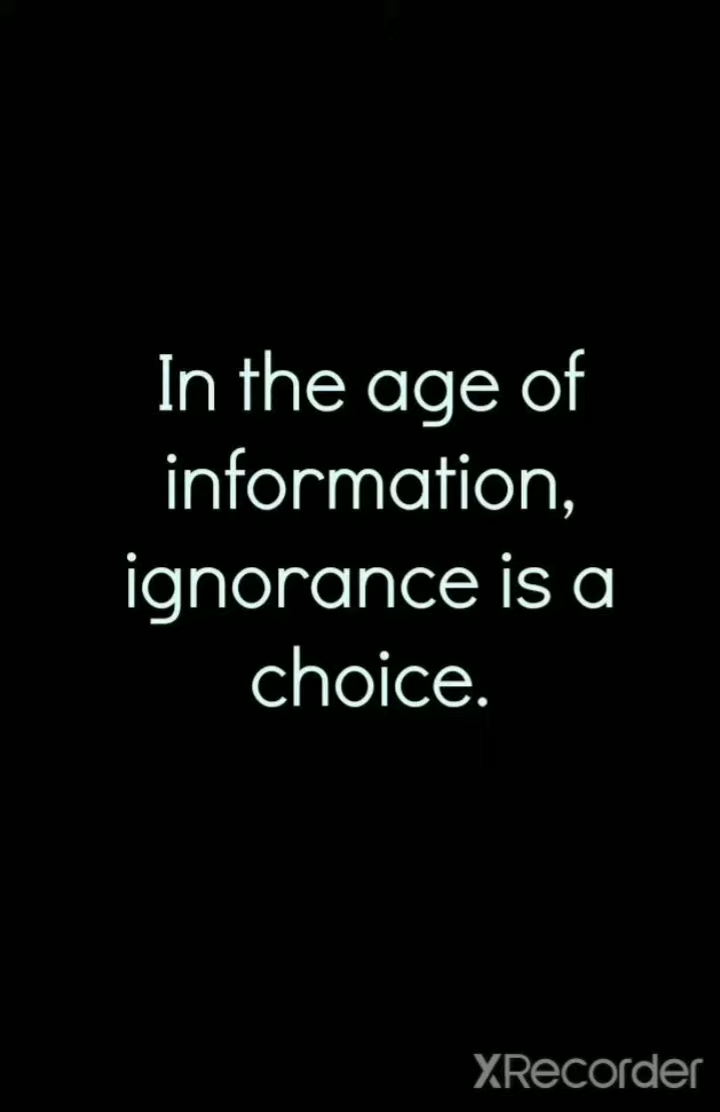 In the age of
information,
ignorance is a
choice.
XRecorder